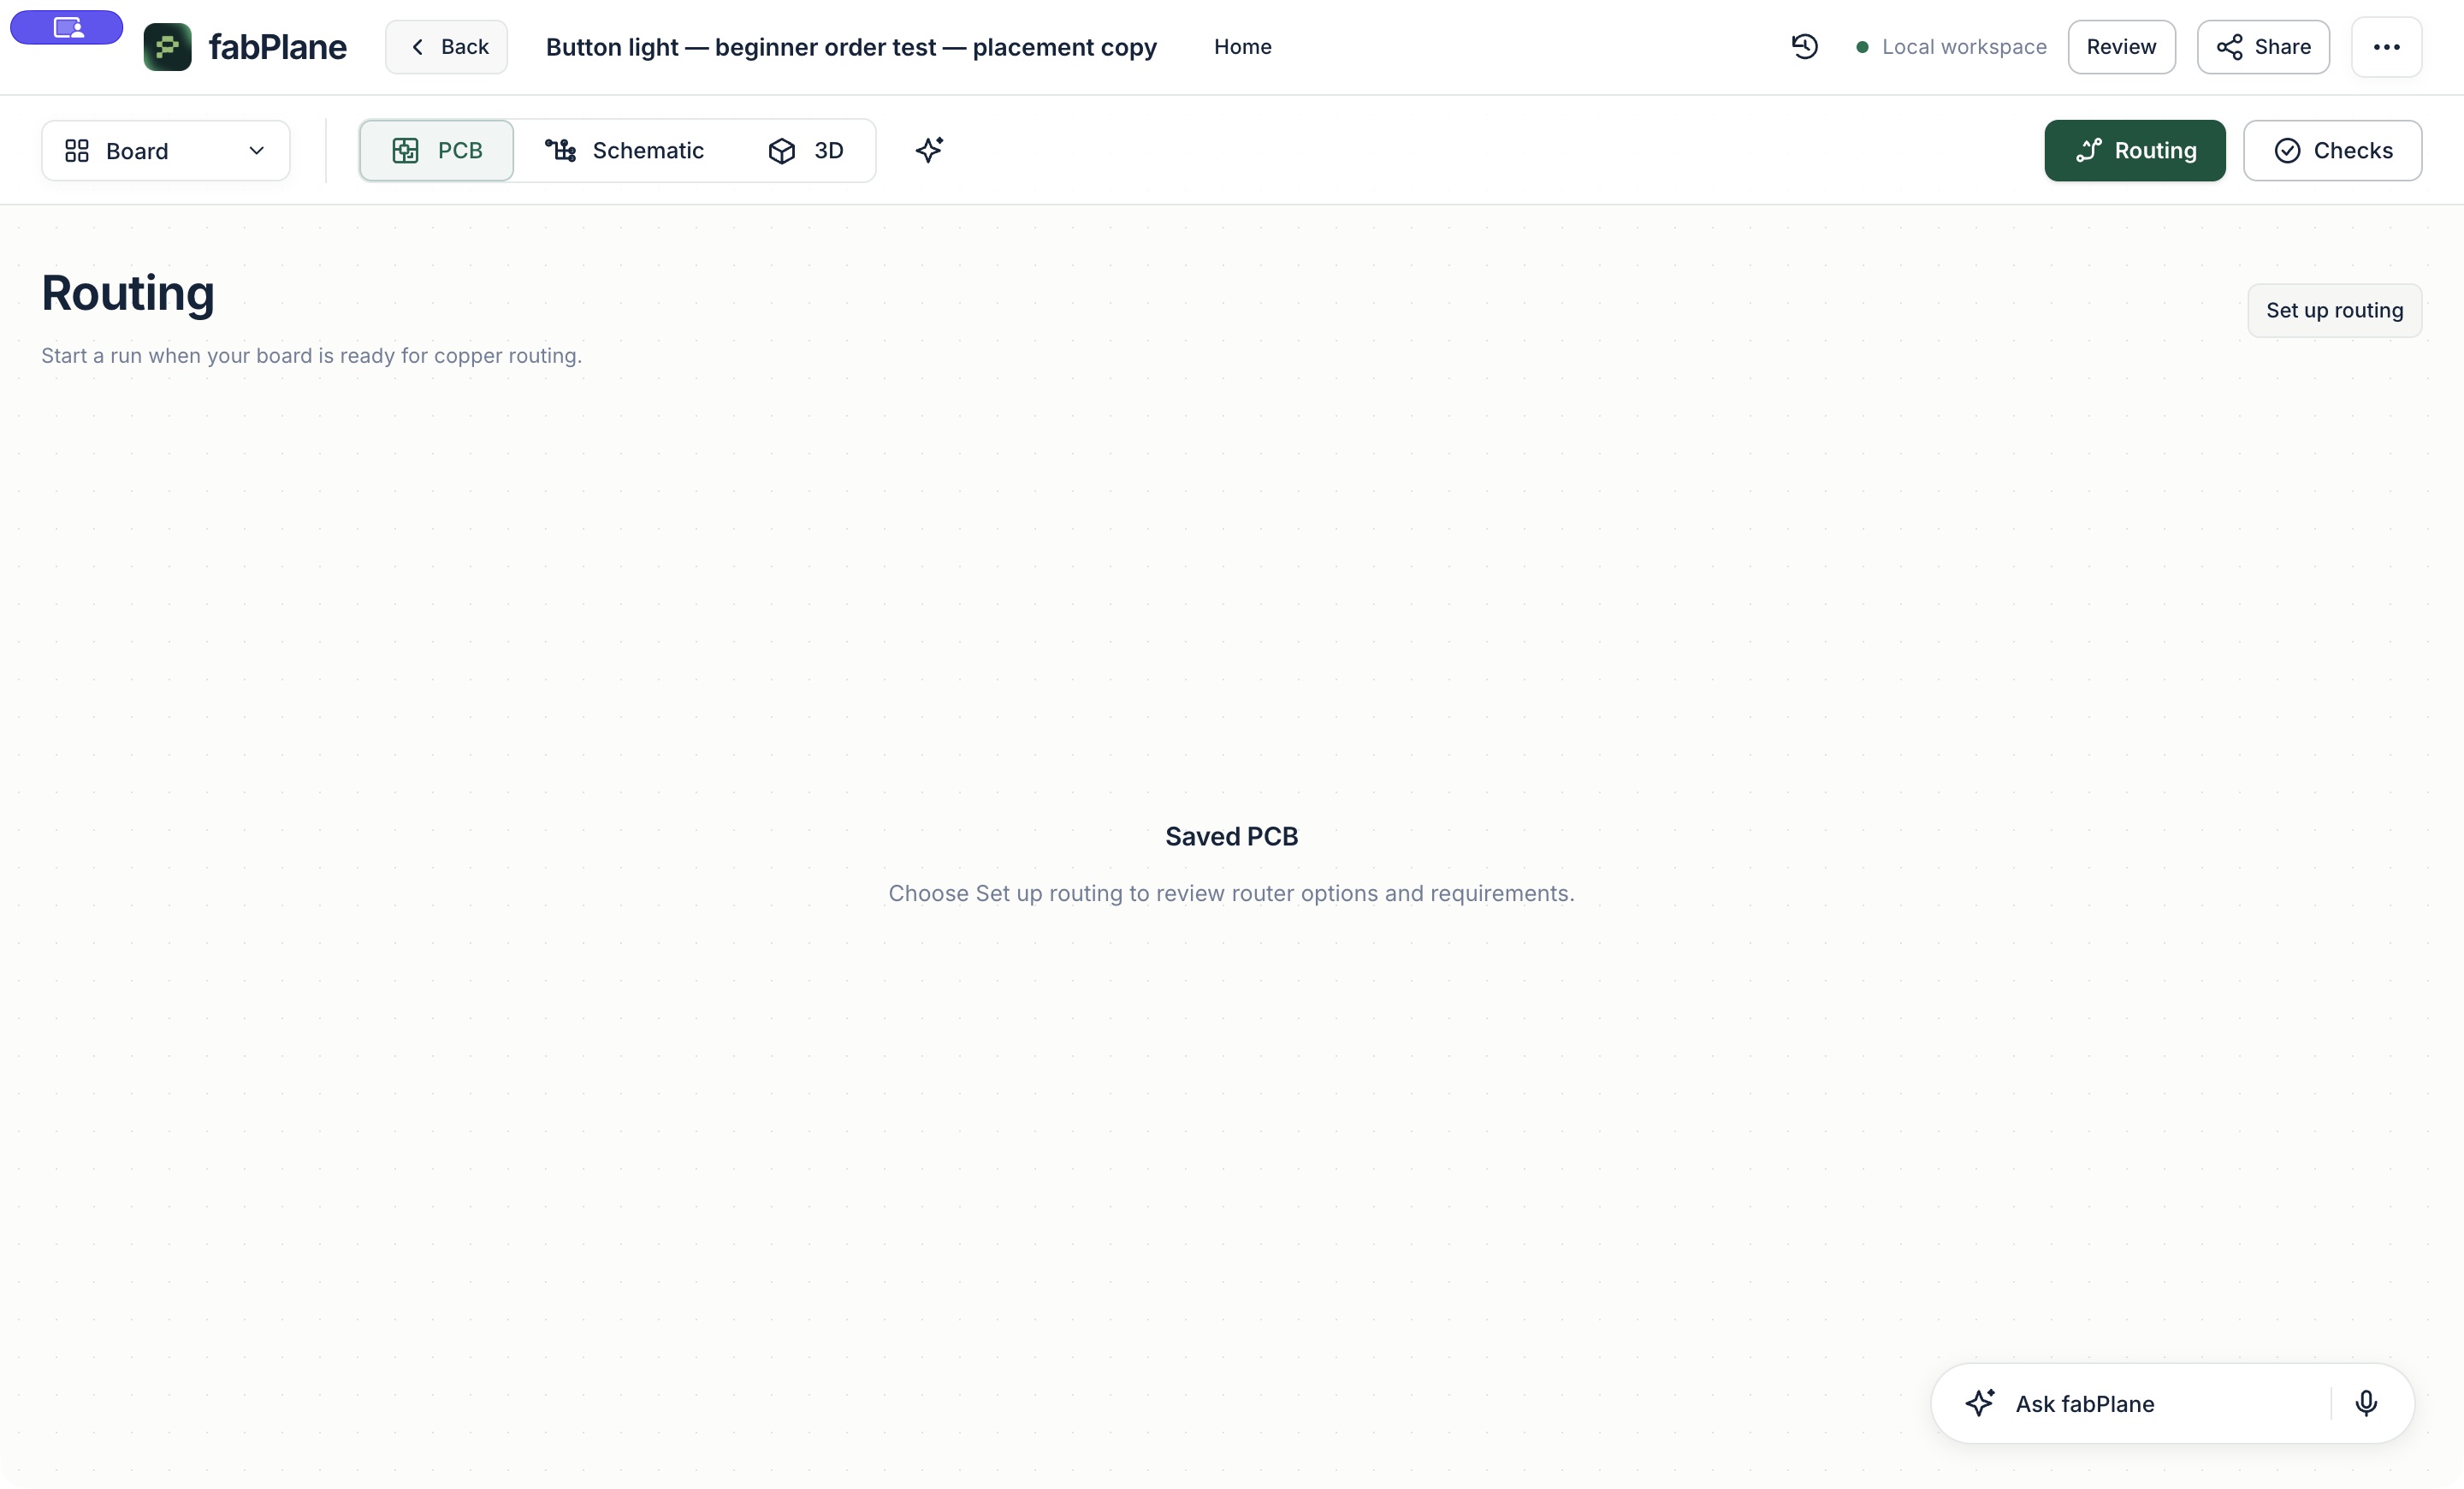 fabPlane
Back
Button light — beginner order test — placement copy
Home
Local workspace
Review
Share
Board
PCB
Schematic
3D
Routing
Checks
Routing
Set up routing
Start a run when your board is ready for copper routing.
Saved PCB
Choose Set up routing to review router options and requirements.
Ask fabPlane